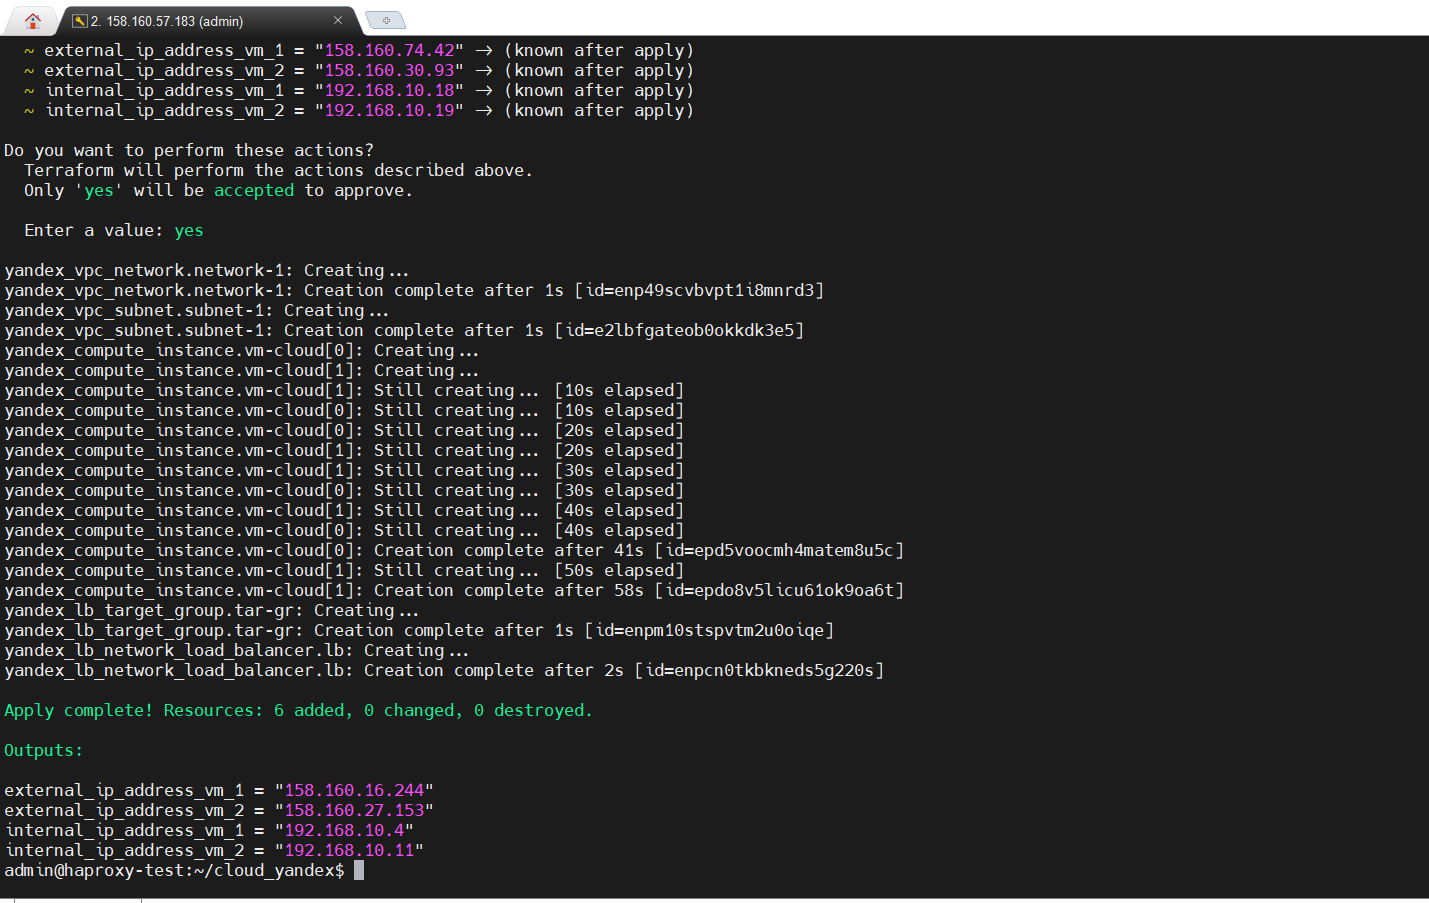 2. 158.160.57.183 (admin)
~ external_ip_address_vm_1 = "158.160.74.42" -> (known after apply)
~ external_ip_address_vm_2 = "158.160.30.93" -> (known after apply)
~ internal_ip_address_vm_1 = "192.168.10.18" -> (known after apply)
~ internal_ip_address_vm_2 = "192.168.10.19" -> (known after apply)
Do you want to perform these actions?
Terraform will perform the actions described above.
Only 'yes' will be accepted to approve.
Enter a value: yes
yandex_vpc_network.network-1: Creating...
yandex_vpc_network.network-1: Creation complete after 1s [id=enp49scvbvpt1i8mnrd3]
yandex_vpc_subnet.subnet-1: Creating...
yandex_vpc_subnet.subnet-1: Creation complete after 1s [id=e2lbfgateob0okkdk3e5]
yandex_compute_instance.vm-cloud[0]: Creating...
yandex_compute_instance.vm-cloud[1]: Creating...
yandex_compute_instance.vm-cloud[1]: Still creating... [10s elapsed]
yandex_compute_instance.vm-cloud[0]: Still creating... [10s elapsed]
yandex_compute_instance.vm-cloud[0]: Still creating... [20s elapsed]
yandex_compute_instance.vm-cloud[1]: Still creating... [20s elapsed]
yandex_compute_instance.vm-cloud[1]: Still creating... [30s elapsed]
yandex_compute_instance.vm-cloud[0]: Still creating... [30s elapsed]
yandex_compute_instance.vm-cloud[1]: Still creating... [40s elapsed]
yandex_compute_instance.vm-cloud[0]: Still creating... [40s elapsed]
yandex_compute_instance.vm-cloud[0]: Creation complete after 41s [id=epd5voocmh4matem8u5c]
yandex_compute_instance.vm-cloud[1]: Still creating... [50s elapsed]
yandex_compute_instance.vm-cloud[1]: Creation complete after 58s [id=epdo8v5licu61ok9oa6t]
yandex_lb_target_group.tar-gr: Creating...
yandex_lb_target_group.tar-gr: Creation complete after 1s [id=enpm10stspvtm2u0oiqe]
yandex_lb_network_load_balancer.lb: Creating...
yandex_lb_network_load_balancer.lb: Creation complete after 2s [id=enpcn0tkbkneds5g220s]
Apply complete! Resources: 6 added, 0 changed, 0 destroyed.
Outputs:
external_ip_address_vm_1 = "158.160.16.244"
external_ip_address_vm_2 = "158.160.27.153"
internal_ip_address_vm_1 = "192.168.10.4"
internal_ip_address_vm_2 = "192.168.10.11"
admin@haproxy-test:~/cloud_yandex$